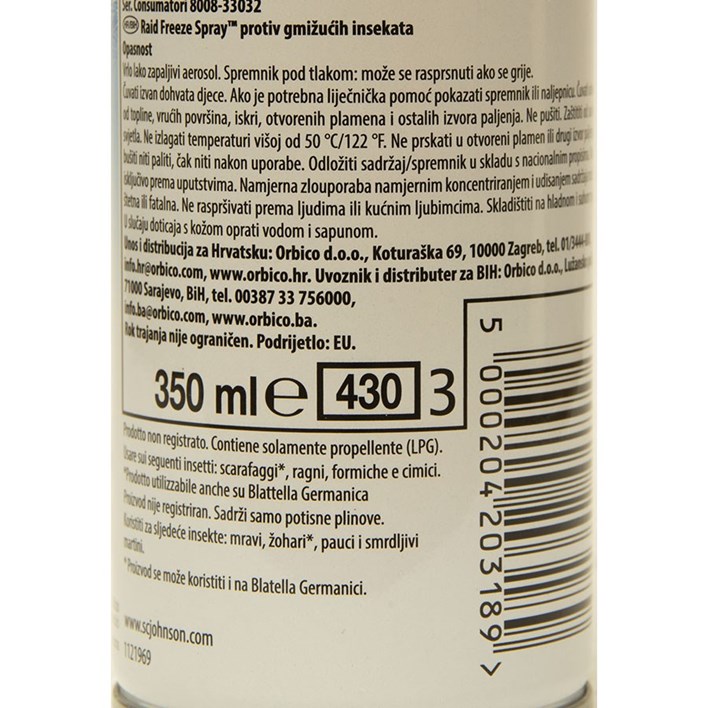 Ser. Consumatori 8008-33032
HR/BIH Raid Freeze Spray™ protiv gmižućih insekata
Opasnost
Vrlo lako zapaljivi aerosol. Spremnik pod tlakom: može se rasprsnuti ako se grije.
Čuvati izvan dohvata djece. Ako je potrebna liječnička pomoć pokazati spremnik ili naljepnicu. Čuvati
od topline, vrućih površina, iskri, otvorenih plamena i ostalih izvora paljenja. Ne pušiti. Zaštititi od
svjetla. Ne izlagati temperaturi višoj od 50 °C/122 °F. Ne prskati u otvoreni plamen ili drugi izvor
bušiti niti paliti, čak niti nakon uporabe. Odložiti sadržaj/spremnik u skladu s nacionalnim propisima.
isključivo prema uputstvima. Namjerna zlouporaba namjernim koncentriranjem i udisanjem
štetna ili fatalna. Ne raspršivati prema ljudima ili kućnim ljubimcima. Skladištiti na hladnom i
U slučaju doticaja s kožom oprati vodom i sapunom.
Unos i distribucija za Hrvatsku: Orbico d.o.o., Koturaška 69, 10000 Zagreb, tel.
info.hr@orbico.com, www.orbico.hr. Uvoznik i distributer za BIH: Orbico d.o.o.,
71000 Sarajevo, BiH, tel. 00387 33 756000,
info.ba@orbico.com, www.orbico.ba.
Rok trajanja nije ograničen. Podrijetlo: EU.
350 ml e 430 3
Prodotto non registrato. Contiene solamente propellente (LPG).
Usare sui seguenti insetti: scarafaggi*, ragni, formiche e cimici.
*Prodotto utilizzabile anche su Blattella Germanica
Proizvod nije registriran. Sadrži samo potisne plinove.
Koristiti za sljedeće insekte: mravi, žohari*, pauci i smrdljivi
martini.
* Proizvod se može koristiti i na Blatella Germanici.
www.scjohnson.com
1121969
5 000204 203189 >